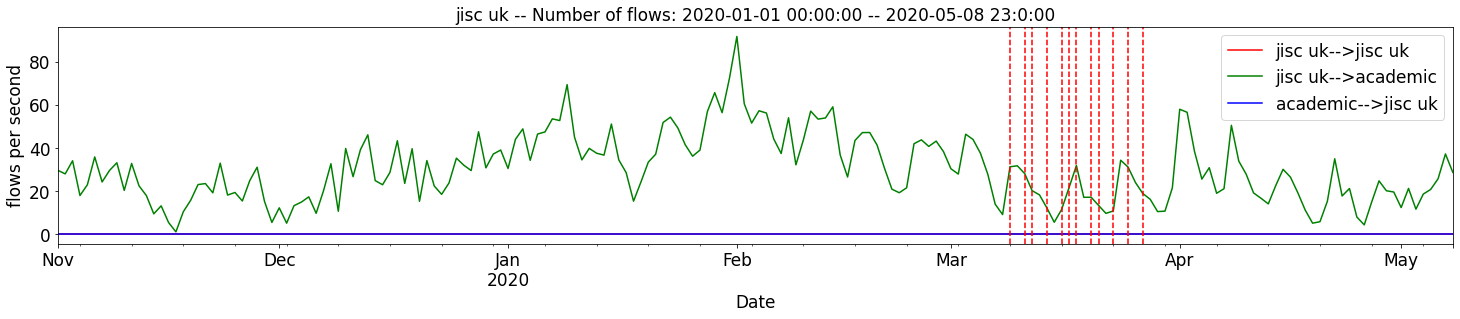 jisc uk -- Number of flows: 2020-01-01 00:00:00 -- 2020-05-08 23:0:00
flows per second
80
60
40
20
0
jisc uk-->jisc uk
jisc uk-->academic
academic-->jisc uk
Nov Dec Jan Feb Mar Apr May
2020
Date